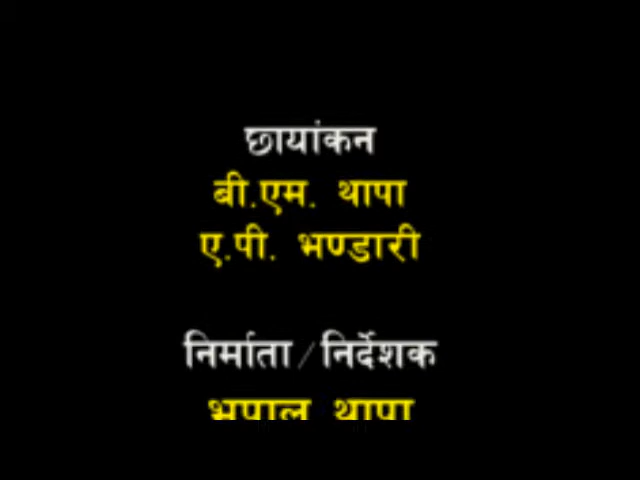 छायांकन
बी.एम. थापा
ए.पी. भण्डारी
निर्माता/निर्देशक
थापा